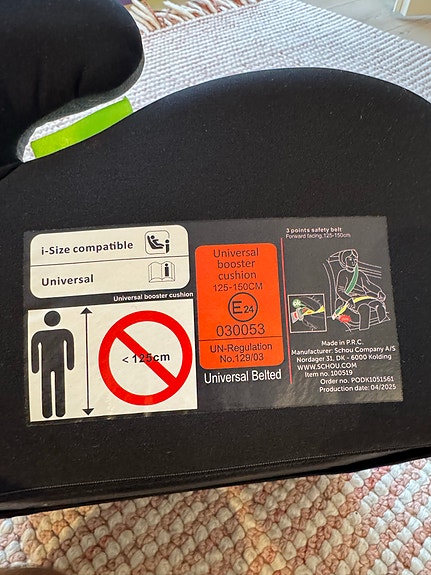 i-Size compatible
Universal
Universal booster cushion
< 125cm
Universal
booster
cushion
125-150CM
E24
030053
UN-Regulation
No.129/03
Universal Belted
3 points safety belt
Forward facing,125-150cm
Made in P.R.C.
Manufacturer: Schou Company A/S
Nordager 31, DK - 6000 Kolding
WWW.SCHOU.COM
Item no. 100519
Order no. PODK1051561
Production date: 04/2025